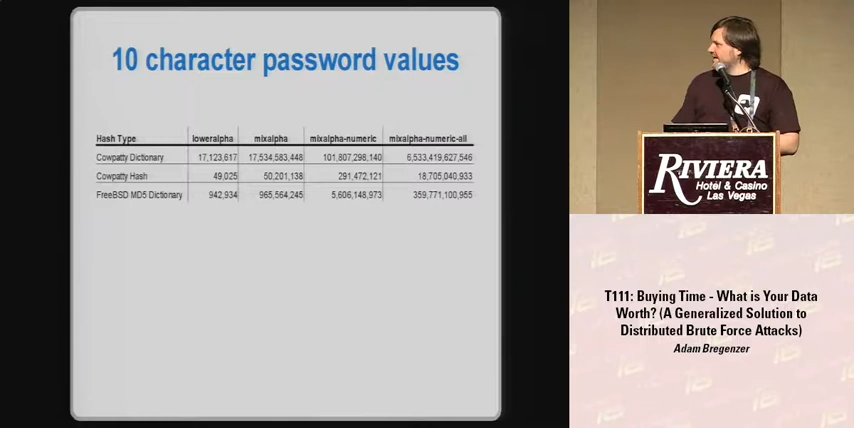 10 character password values
Hash Type loweralpha mixalpha mixalpha-numeric mixalpha-numeric-all
Cowpatty Dictionary 17,123,617 17,534,583,448 101,807,298,140 6,533,419,627,546
Cowpatty Hash 49,025 50,201,138 291,472,121 18,705,040,933
FreeBSD MD5 Dictionary 942,934 965,564,245 5,606,148,973 359,771,100,955
RIVIERA
Hotel & Casino
Las Vegas
T111: Buying Time - What is Your Data
Worth? (A Generalized Solution to
Distributed Brute Force Attacks)
Adam Bregenzer